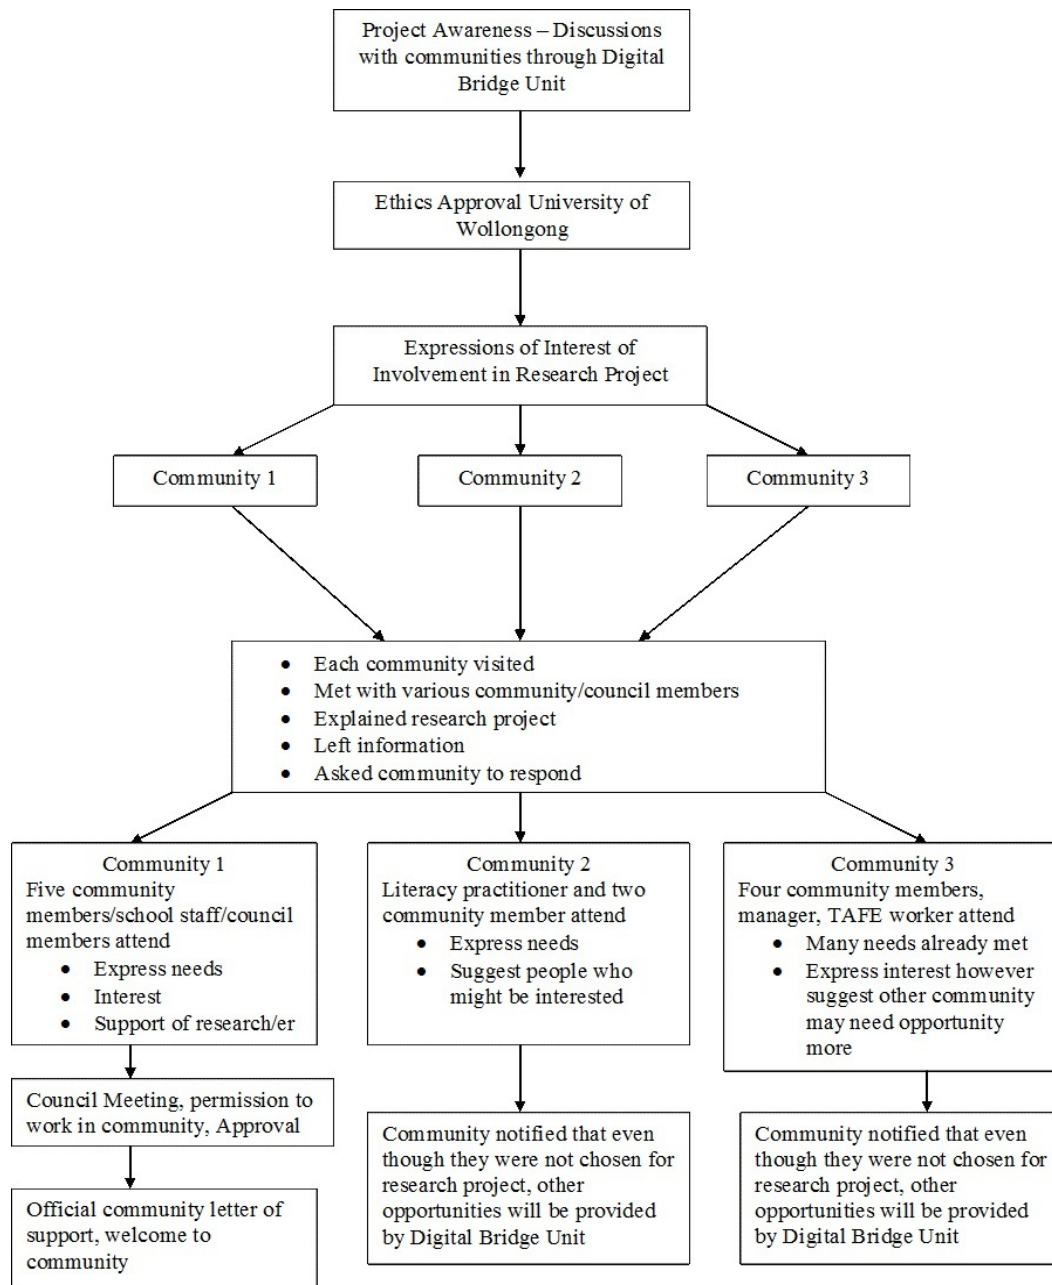 Project Awareness – Discussions
with communities through Digital
Bridge Unit
Ethics Approval University of
Wollongong
Expressions of Interest of
Involvement in Research Project
Community 1
Community 2
Community 3
• Each community visited
• Met with various community/council members
• Explained research project
• Left information
• Asked community to respond
Community 1
Five community
members/school staff/council
members attend
• Express needs
• Interest
• Support of research/er
Community 2
Literacy practitioner and two
community member attend
• Express needs
• Suggest people who
might be interested
Community 3
Four community members,
manager, TAFE worker attend
• Many needs already met
• Express interest however
suggest other community
may need opportunity
more
Council Meeting, permission to
work in community, Approval
Official community letter of
support, welcome to
community
Community notified that even
though they were not chosen for
research project, other
opportunities will be provided
by Digital Bridge Unit
Community notified that even
though they were not chosen for
research project, other
opportunities will be provided
by Digital Bridge Unit